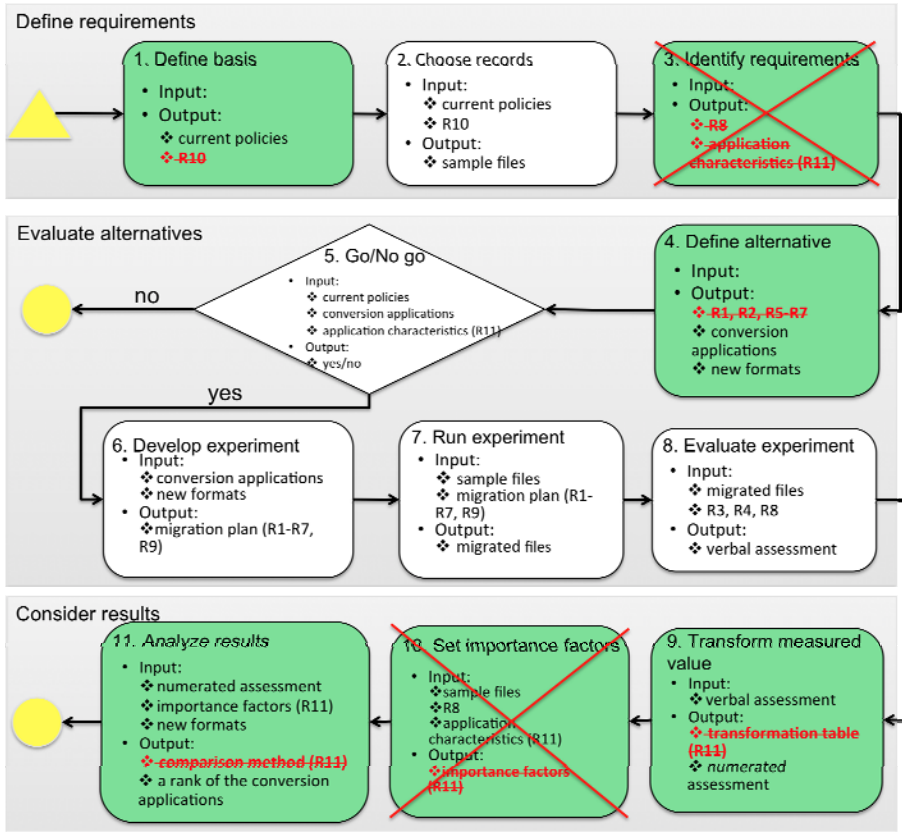 Define requirements
1. Define basis
• Input:
• Output:
❖ current policies
❖ R10
2. Choose records
• Input:
❖ current policies
❖ R10
• Output:
❖ sample files
3. Identify requirements
• Input:
• Output:
❖ R8
❖ application
characteristics (R11)
Evaluate alternatives
4. Define alternative
• Input:
• Output:
❖ R1, R2, R5-R7
❖ conversion
applications
❖ new formats
5. Go/No go
• Input:
❖ current policies
❖ conversion applications
❖ application characteristics (R11)
• Output:
❖ yes/no
no
yes
6. Develop experiment
• Input:
❖conversion applications
❖new formats
• Output:
❖migration plan (R1-R7,
R9)
7. Run experiment
• Input:
❖ sample files
❖ migration plan (R1-
R7, R9)
• Output:
❖ migrated files
8. Evaluate experiment
• Input:
❖ migrated files
❖ R3, R4, R8
• Output:
❖ verbal assessment
Consider results
9. Transform measured
value
• Input:
❖ verbal assessment
• Output:
❖ transformation table
(R11)
❖ numerated
assessment
10. Set importance factors
• Input:
❖sample files
❖R8
❖application
characteristics (R11)
• Output:
❖importance factors
(R11)
11. Analyze results
• Input:
❖ numerated assessment
❖ importance factors (R11)
❖ new formats
• Output:
❖ comparison method (R11)
❖ a rank of the conversion
applications